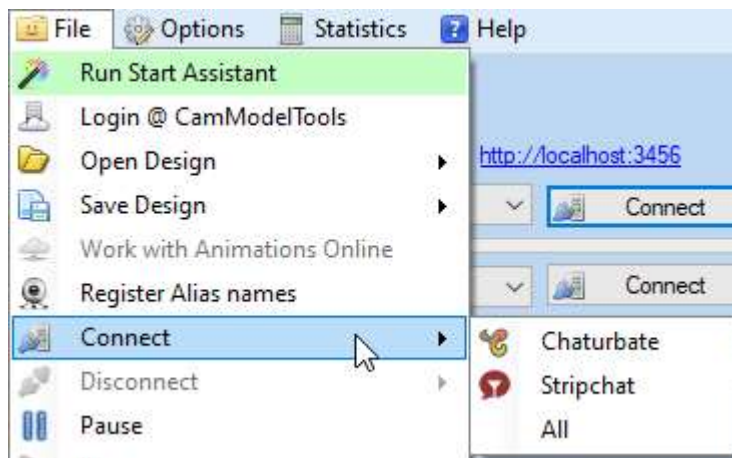 File Options Statistics Help
Run Start Assistant
Login @ CamModelTools
Open Design
http://localhost:3456
Save Design
Connect
Work with Animations Online
Register Alias names
Connect
Connect
Chaturbate
Disconnect
Stripchat
Pause
All